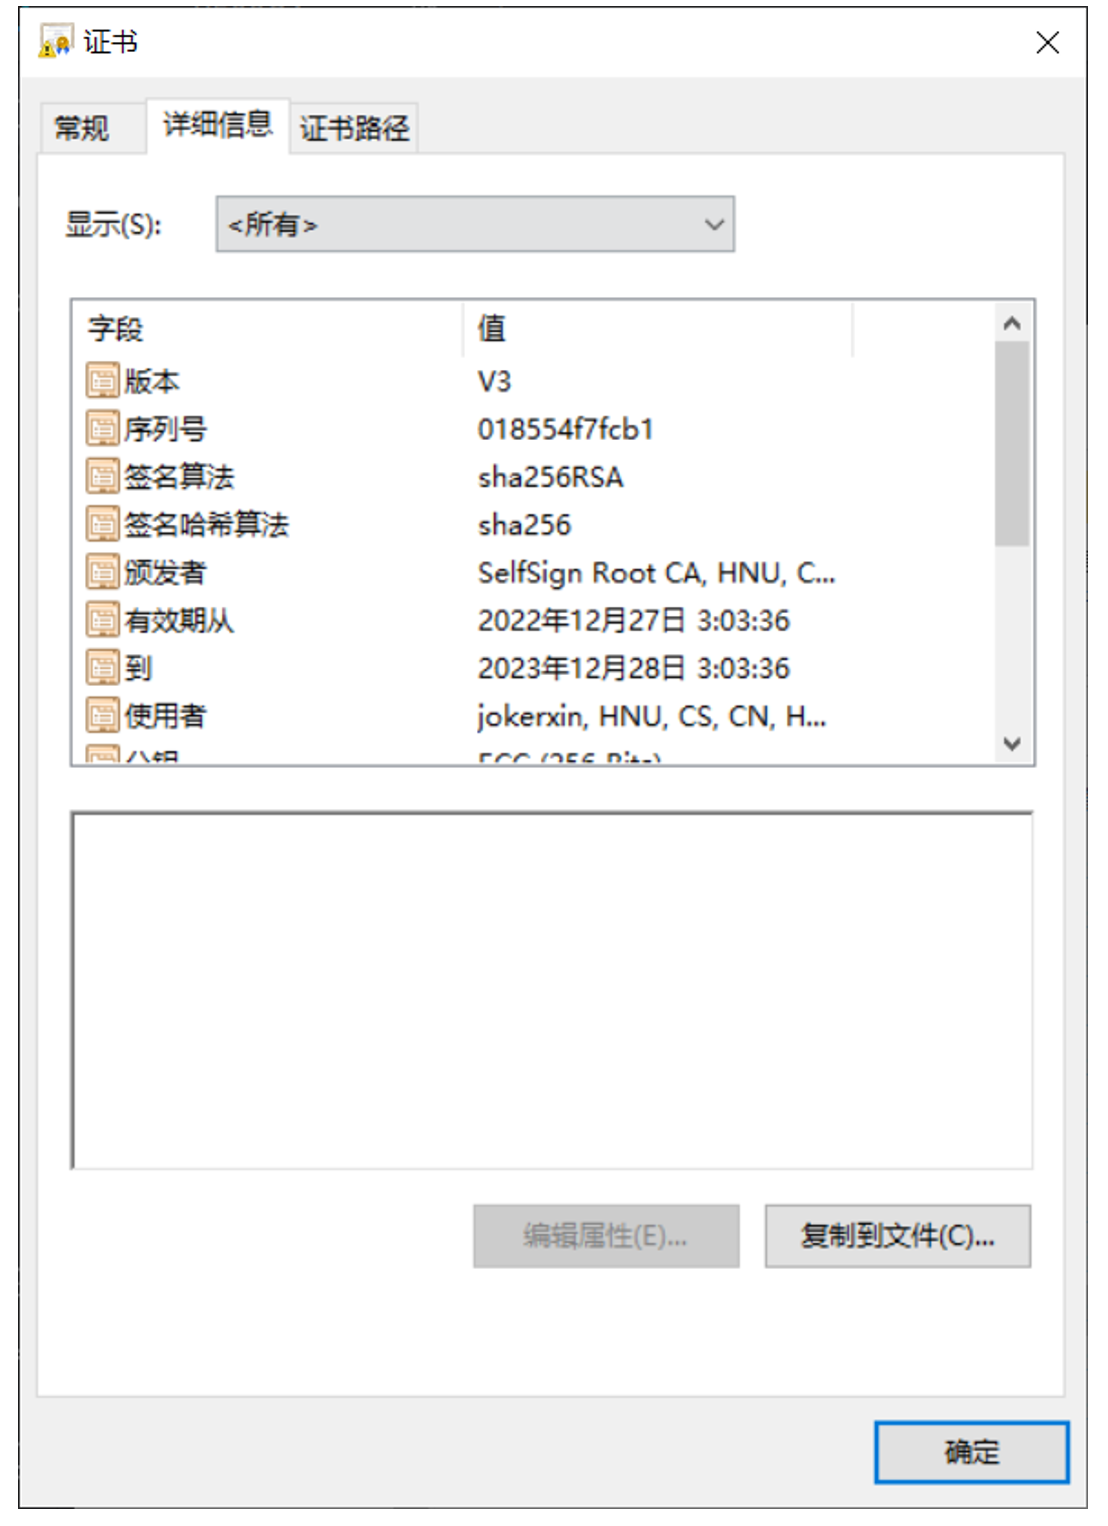 证书
常规 详细信息 证书路径
显示(S): <所有>
字段 值
版本 V3
序列号 018554f7fcb1
签名算法 sha256RSA
签名哈希算法 sha256
颁发者 SelfSign Root CA, HNU, C...
有效期从 2022年12月27日 3:03:36
到 2023年12月28日 3:03:36
使用者 jokerxin, HNU, CS, CN, H...
公钥 ECC (256 Bits)
编辑属性(E)... 复制到文件(C)...
确定